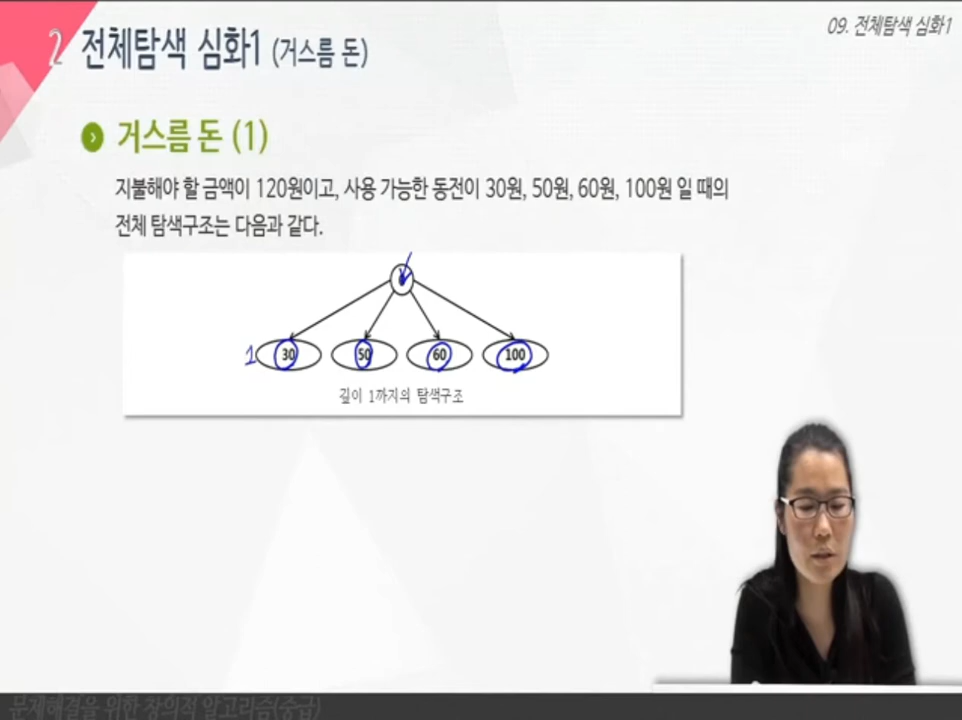 09. 전체탐색 심화1
2 전체탐색 심화1 (거스름 돈)
거스름 돈 (1)
지불해야 할 금액이 120원이고, 사용 가능한 동전이 30원, 50원, 60원, 100원 일 때의
전체 탐색구조는 다음과 같다.
1 30 50 60 100
깊이 1까지의 탐색구조
문제해결을 위한 창의적 알고리즘(중급)